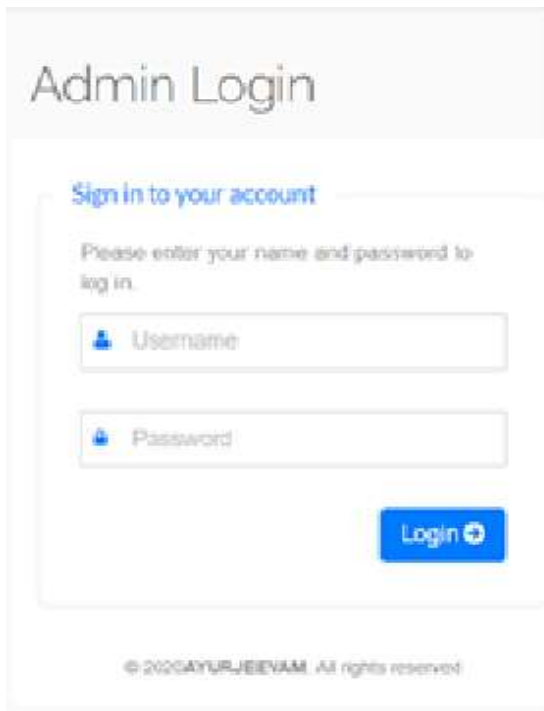 Admin Login
Sign in to your account
Please enter your name and password to
log in.
Username
Password
Login
© 2020AYURJEEVAM. All rights reserved